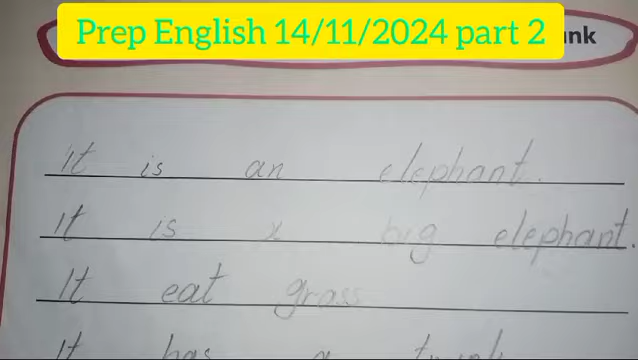 Prep English 14/11/2024 part 2
It is an elephant.
It is big elephant.
It eat grass
It has a trunk